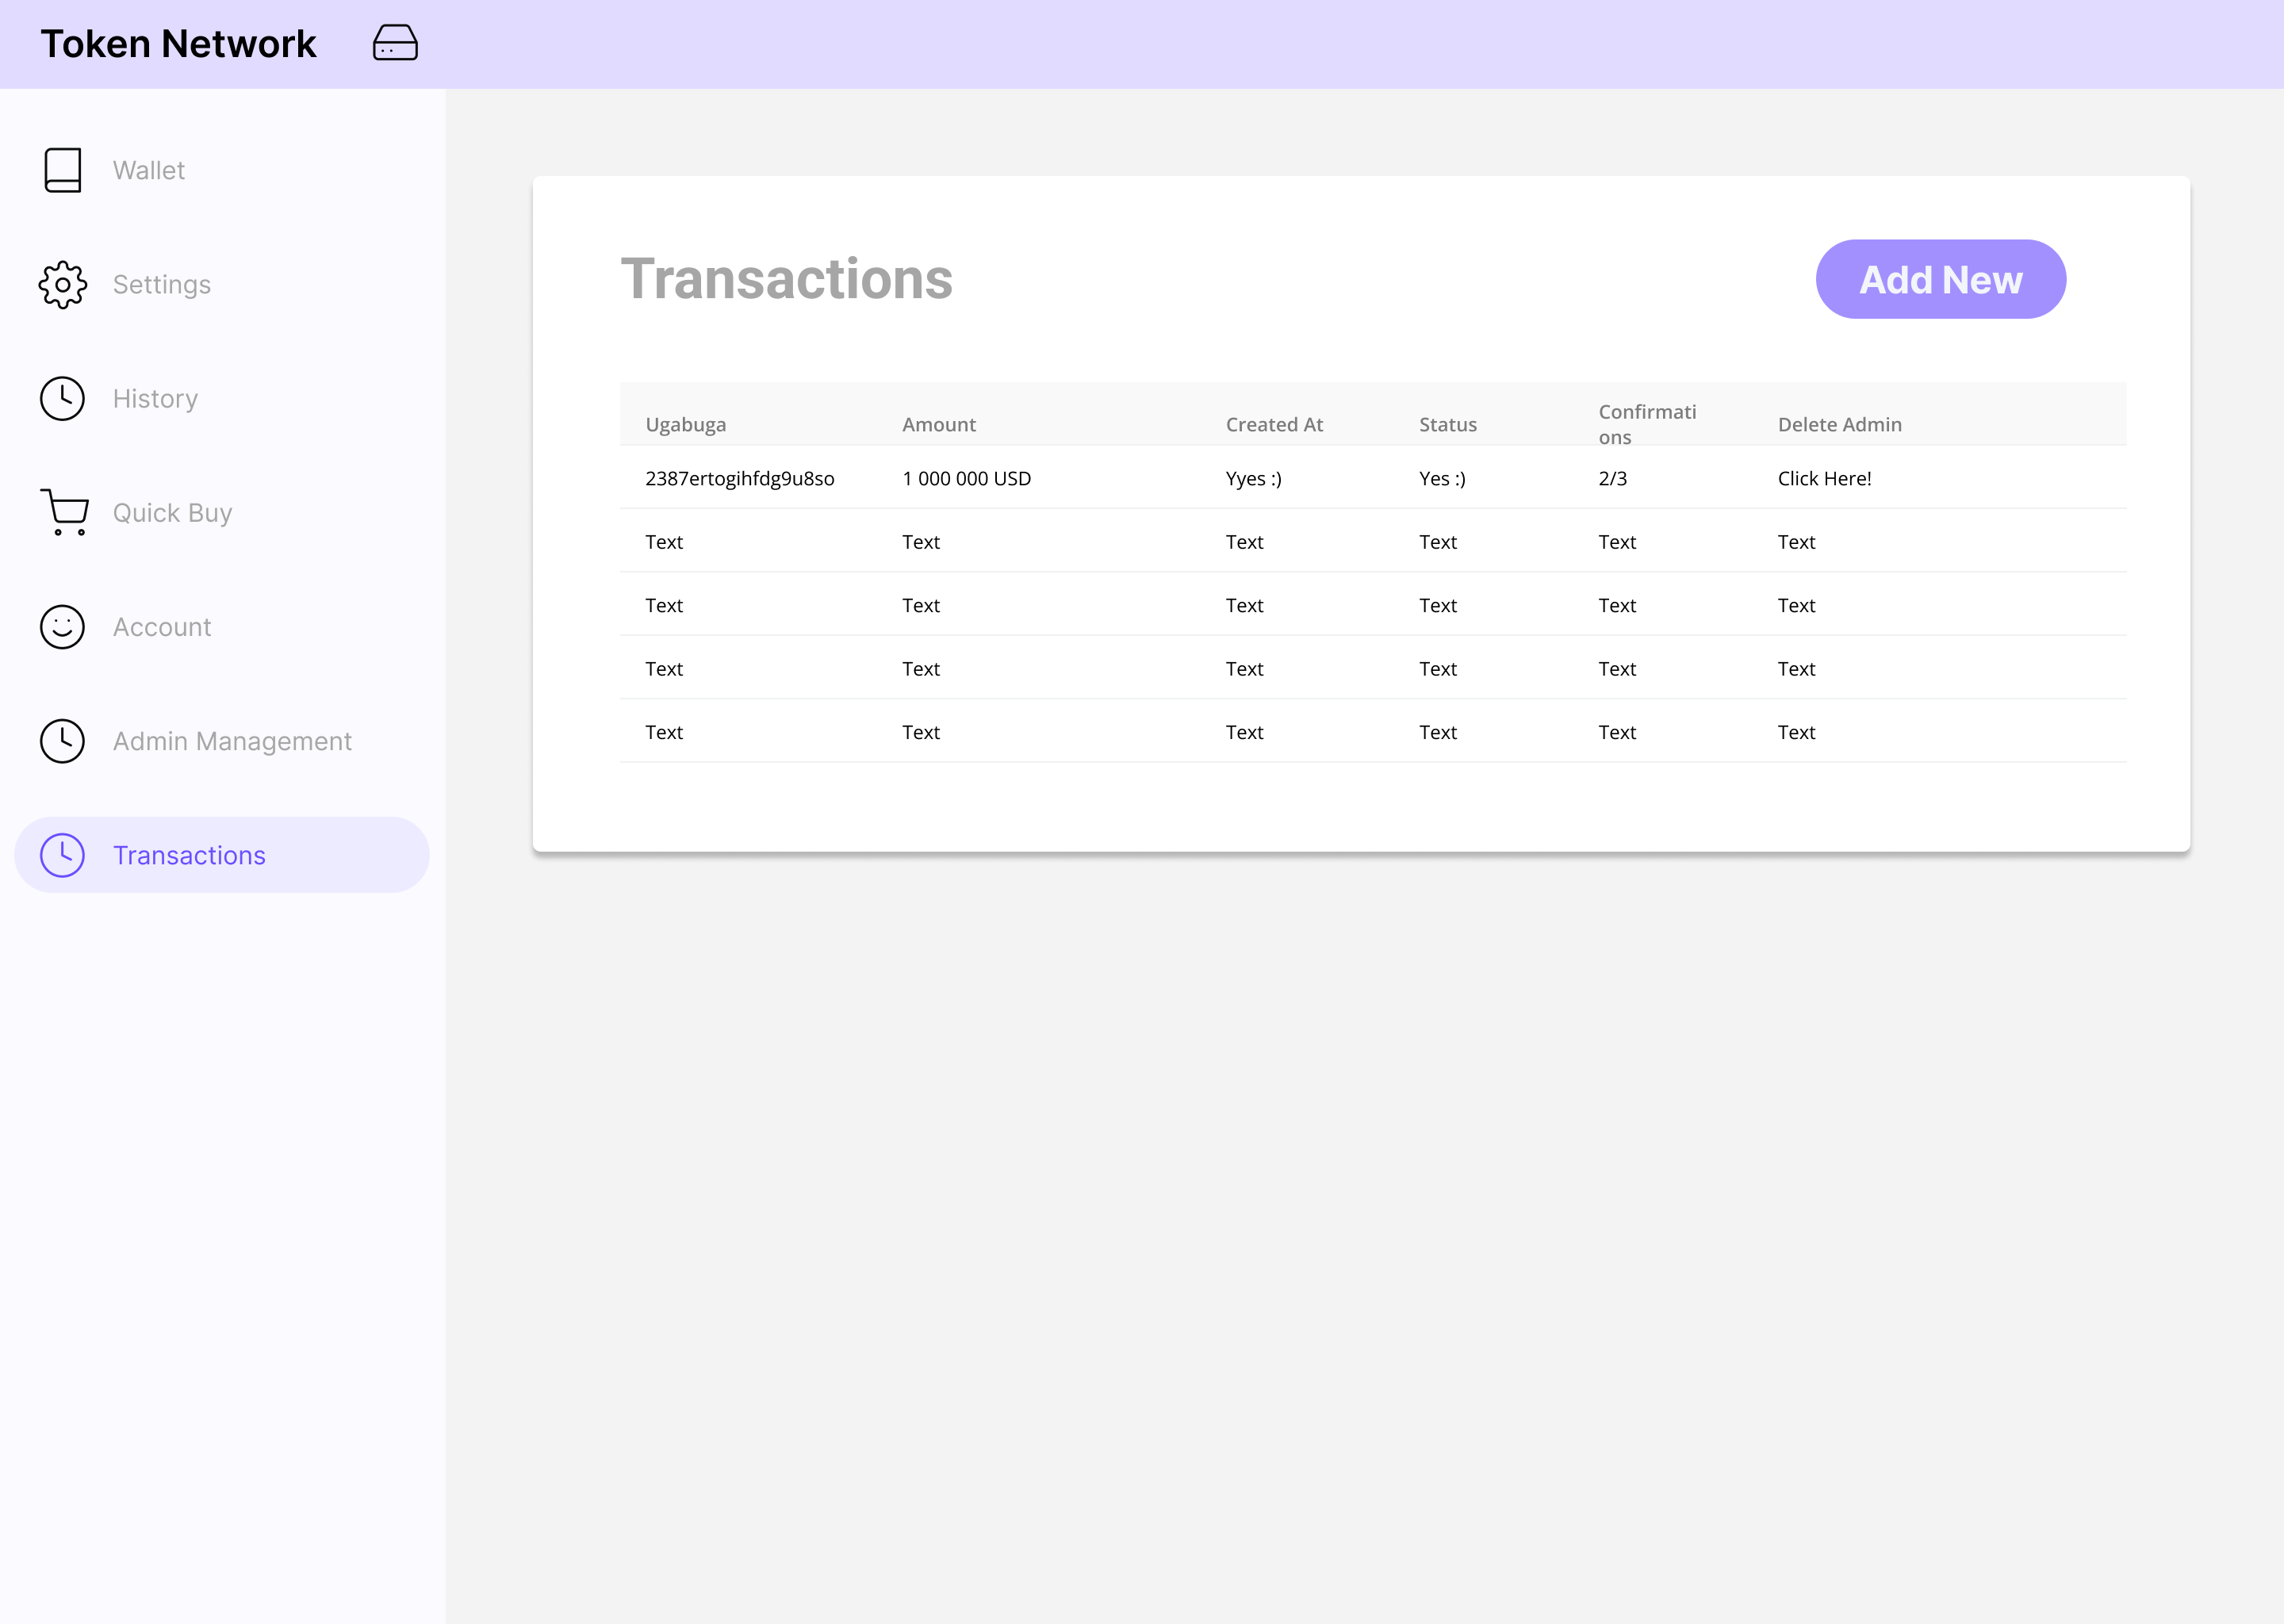 Token Network
Wallet
Settings
History
Quick Buy
Account
Admin Management
Transactions
Transactions
Add New
Ugabuga Amount Created At Status Confirmati
ons Delete Admin
2387ertogihfdg9u8so 1 000 000 USD Yyes :) Yes :) 2/3 Click Here!
Text Text Text Text Text Text
Text Text Text Text Text Text
Text Text Text Text Text Text
Text Text Text Text Text Text